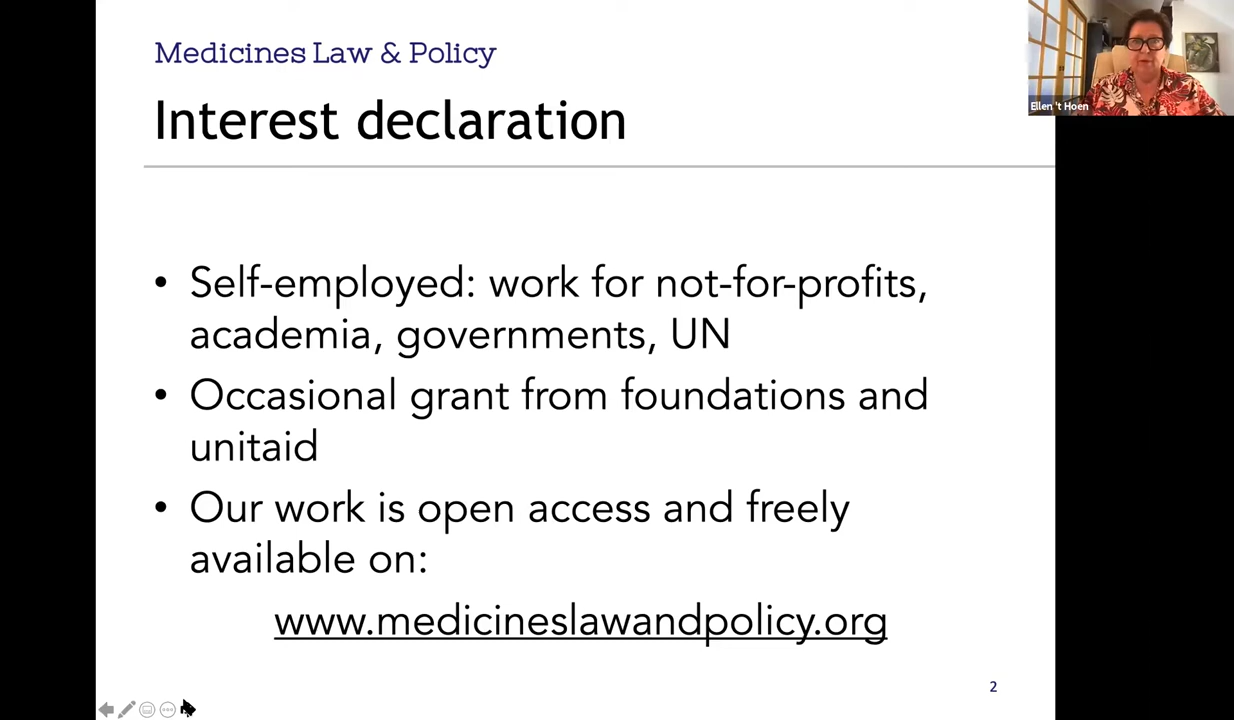 Medicines Law & Policy
Interest declaration
Ellen 't Hoen
• Self-employed: work for not-for-profits,
academia, governments, UN
• Occasional grant from foundations and
unitaid
• Our work is open access and freely
available on:
www.medicineslawandpolicy.org
2